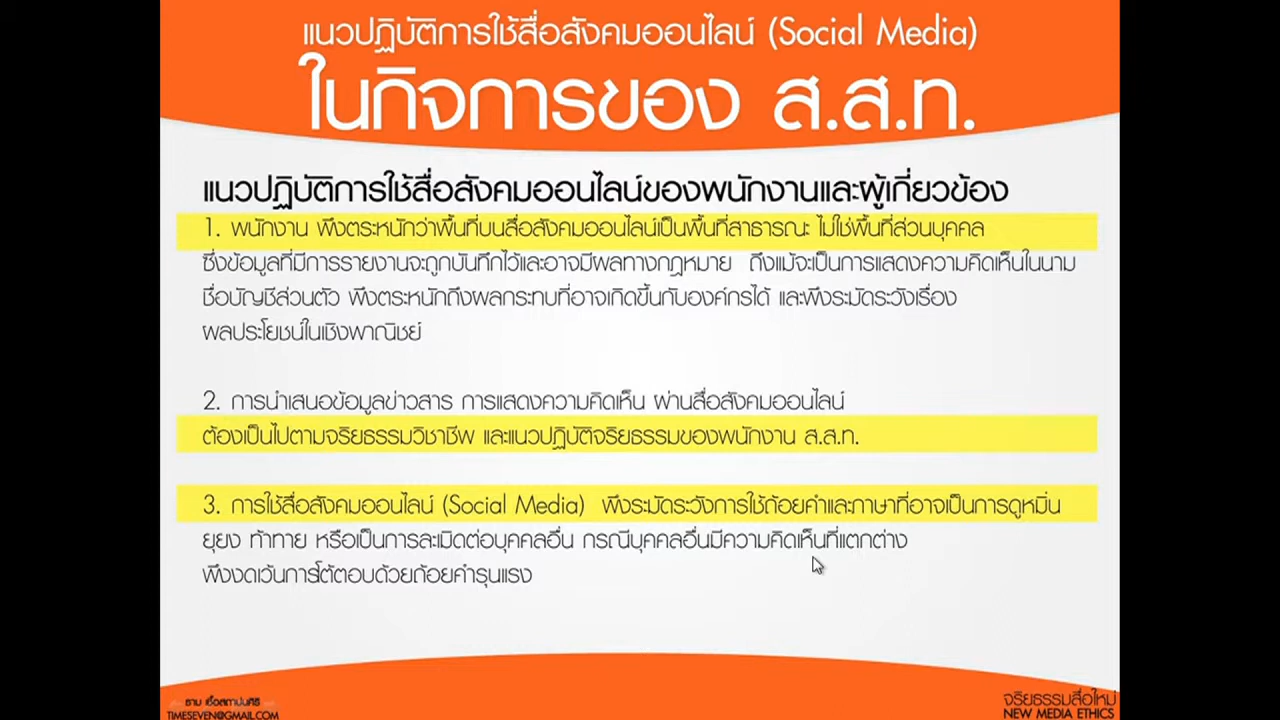 แนวปฏิบัติการใช้สื่อสังคมออนไลน์ (Social Media)
ในกิจการของ ส.ส.ท.
แนวปฏิบัติการใช้สื่อสังคมออนไลน์ของพนักงานและผู้เกี่ยวข้อง
1. พนักงาน พึงตระหนักว่าพื้นที่บนสื่อสังคมออนไลน์เป็นพื้นที่สาธารณะ ไม่ใช่พื้นที่ส่วนบุคคล
ซึ่งข้อมูลที่มีการรายงานจะถูกบันทึกไว้และอาจมีผลทางกฎหมาย ถึงแม้จะเป็นการแสดงความคิดเห็นในนาม
ชื่อบัญชีส่วนตัว พึงตระหนักถึงผลกระทบที่อาจเกิดขึ้นกับองค์กรได้ และพึงระมัดระวังเรื่อง
ผลประโยชน์ในเชิงพาณิชย์
2. การนำเสนอข้อมูลข่าวสาร การแสดงความคิดเห็น ผ่านสื่อสังคมออนไลน์
ต้องเป็นไปตามจริยธรรมวิชาชีพ และแนวปฏิบัติจริยธรรมของพนักงาน ส.ส.ท.
3. การใช้สื่อสังคมออนไลน์ (Social Media) พึงระมัดระวังการใช้ถ้อยคำและภาษาที่อาจเป็นการดูหมิ่น
ยุยง ท้าทาย หรือเป็นการละเมิดต่อบุคคลอื่น กรณีบุคคลอื่นมีความคิดเห็นที่แตกต่าง
พึงงดเว้นการโต้ตอบด้วยถ้อยคำรุนแรง
ธาม เชื้อสถาปนศิริ
TIMESEVEN@GMAIL.COM
จริยธรรมสื่อใหม่
NEW MEDIA ETHICS